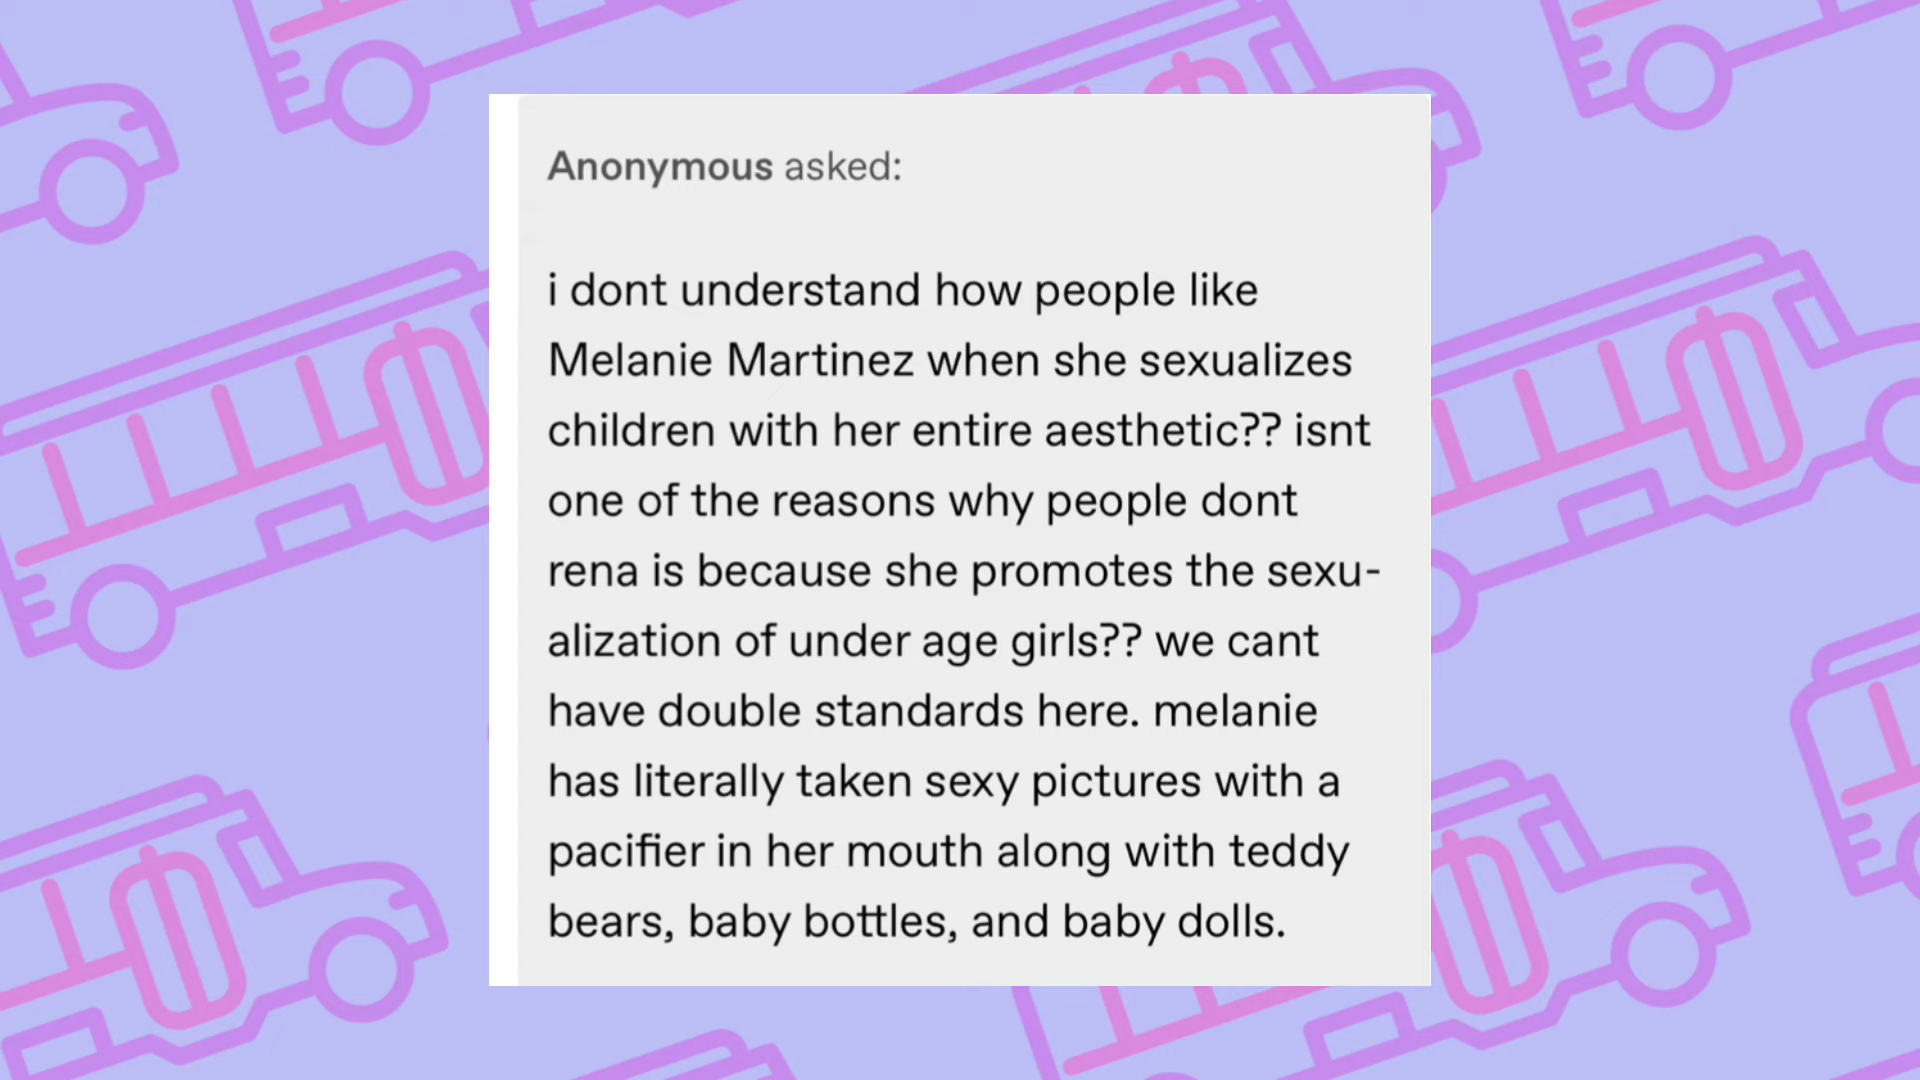 Anonymous asked:
i dont understand how people like
Melanie Martinez when she sexualizes
children with her entire aesthetic?? isnt
one of the reasons why people dont
rena is because she promotes the sexu-
alization of under age girls?? we cant
have double standards here. melanie
has literally taken sexy pictures with a
pacifier in her mouth along with teddy
bears, baby bottles, and baby dolls.